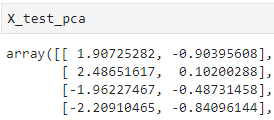 X_test_pca
array([[ 1.90725282, -0.90395608],
[ 2.48651617, 0.10200288],
[-1.96227467, -0.48731458],
[-2.20910465, -0.84096144],